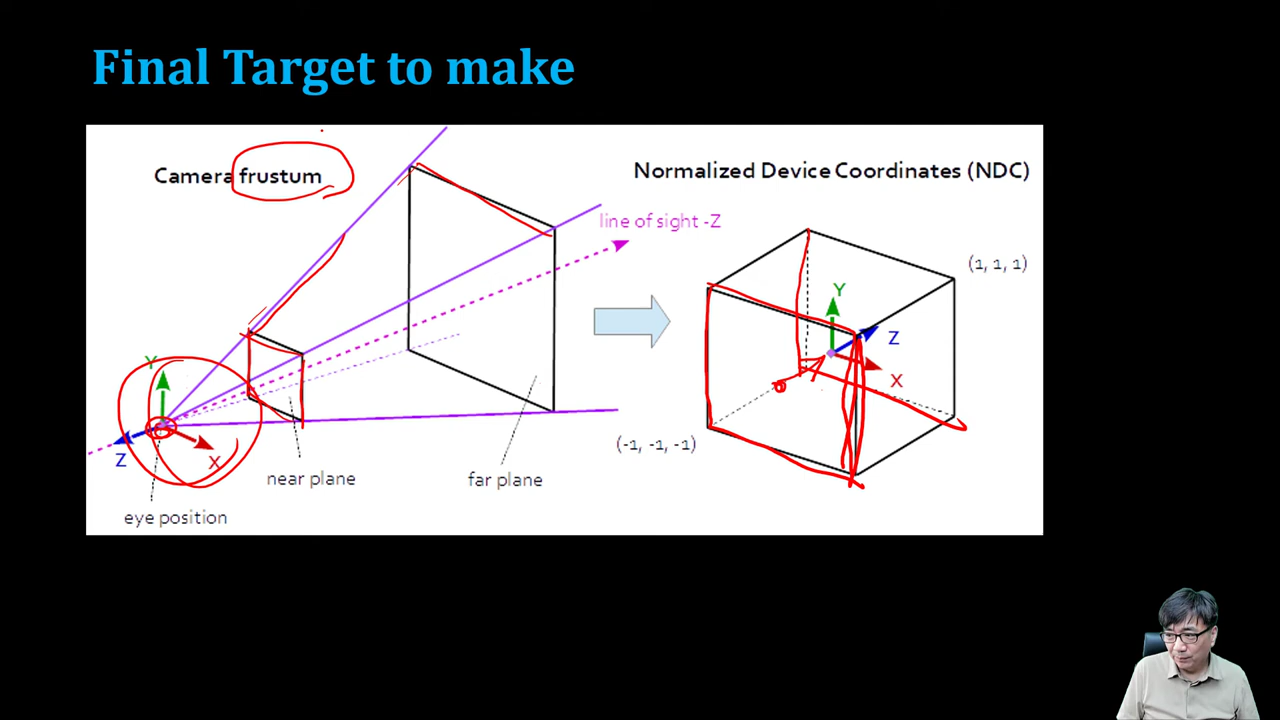 Final Target to make
Camera frustum
Normalized Device Coordinates (NDC)
line of sight -Z
(1, 1, 1)
Y
Z
X
Y
Z
X
(-1, -1, -1)
near plane
far plane
eye position